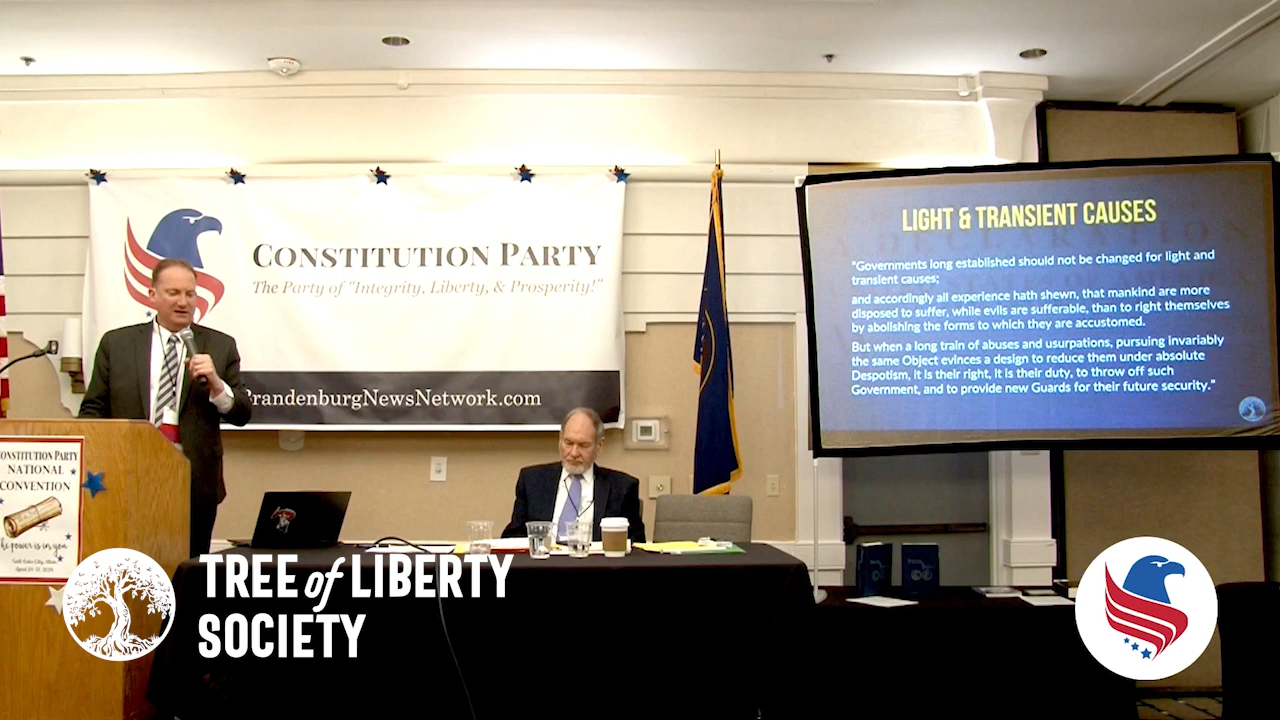 CONSTITUTION PARTY
The Party of "Integrity, Liberty, & Prosperity!"
BrandenburgNewsNetwork.com
LIGHT & TRANSIENT CAUSES
"Governments long established should not be changed for light and
transient causes;
and accordingly all experience hath shewn, that mankind are more
disposed to suffer, while evils are sufferable, than to right themselves
by abolishing the forms to which they are accustomed.
But when a long train of abuses and usurpations, pursuing invariably
the same Object evinces a design to reduce them under absolute
Despotism, it is their right, it is their duty, to throw off such
Government, and to provide new Guards for their future security."
CONSTITUTION PARTY
NATIONAL
CONVENTION
the power is in you
TREE of LIBERTY
SOCIETY